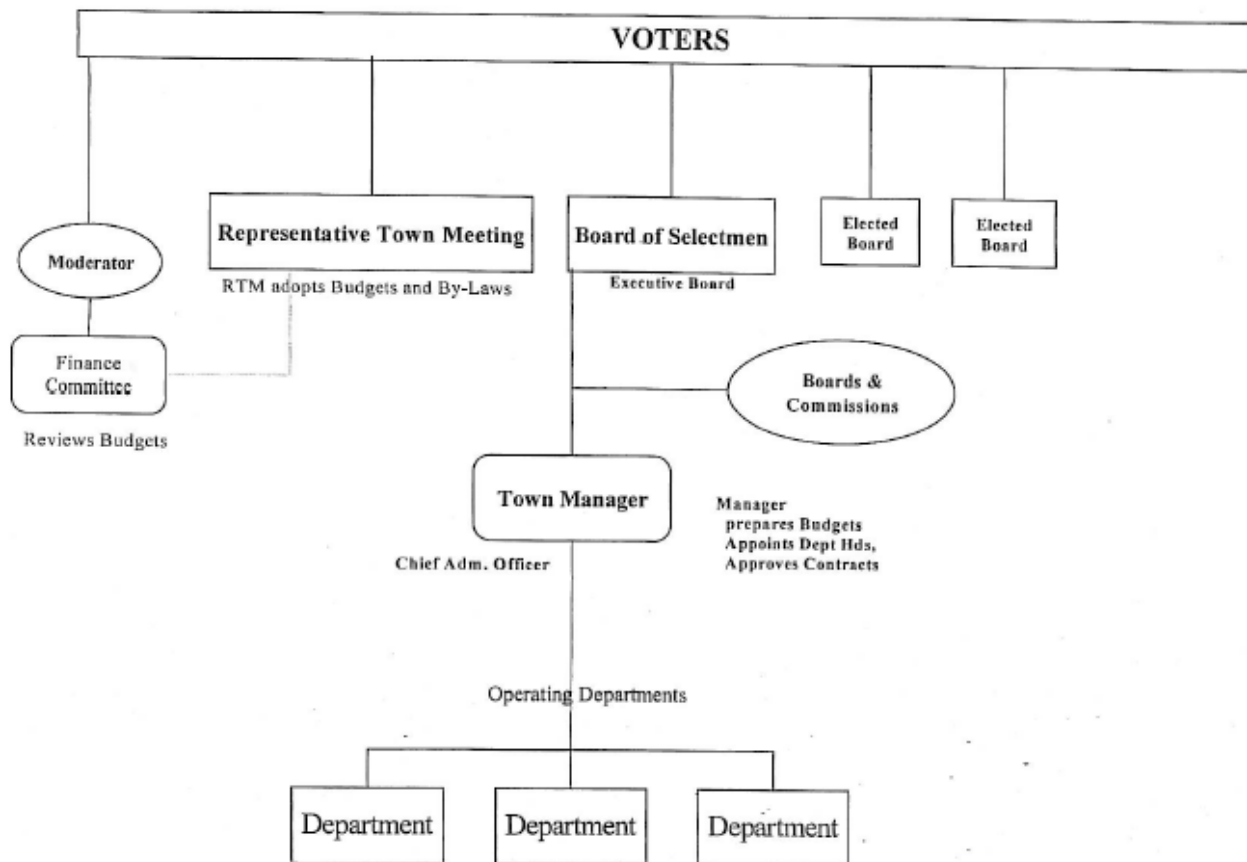 VOTERS
Moderator
Representative Town Meeting
RTM adopts Budgets and By-Laws
Board of Selectmen
Executive Board
Elected
Board
Elected
Board
Finance
Committee
Reviews Budgets
Boards &
Commissions
Town Manager
Chief Adm. Officer
Manager
prepares Budgets
Appoints Dept Hds,
Approves Contracts
Operating Departments
Department
Department
Department